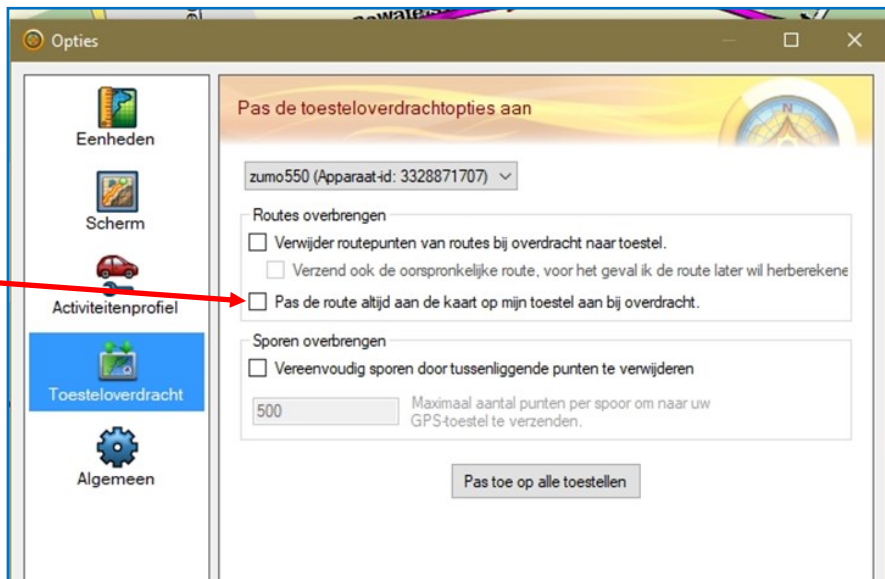 Opties
Eenheden
Scherm
Activiteitenprofiel
Toesteloverdracht
Algemeen
Pas de toesteloverdrachtopties aan
N
zumo550 (Apparaat-id: 3328871707)
Routes overbrengen
Verwijder routepunten van routes bij overdracht naar toestel.
Verzend ook de oorspronkelijke route, voor het geval ik de route later wil herberekene
Pas de route altijd aan de kaart op mijn toestel aan bij overdracht.
Sporen overbrengen
Vereenvoudig sporen door tussenliggende punten te verwijderen
500
Maximaal aantal punten per spoor om naar uw
GPS-toestel te verzenden.
Pas toe op alle toestellen